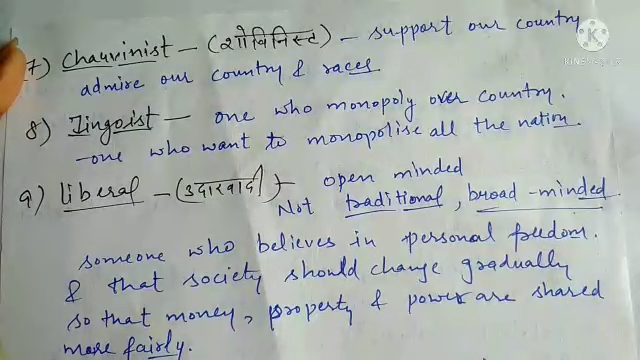 7) Chauvinist – (शोविनिस्ट) – support our country
admire our country & races
8) Jingoist – one who monopoly over country.
– one who want to monopolise all the nation
9) liberal – (उदारवादी) – open minded
Not traditional, broad-minded
someone who believes in personal freedom.
& that society should change gradually
so that money, property & power are shared
more fairly.